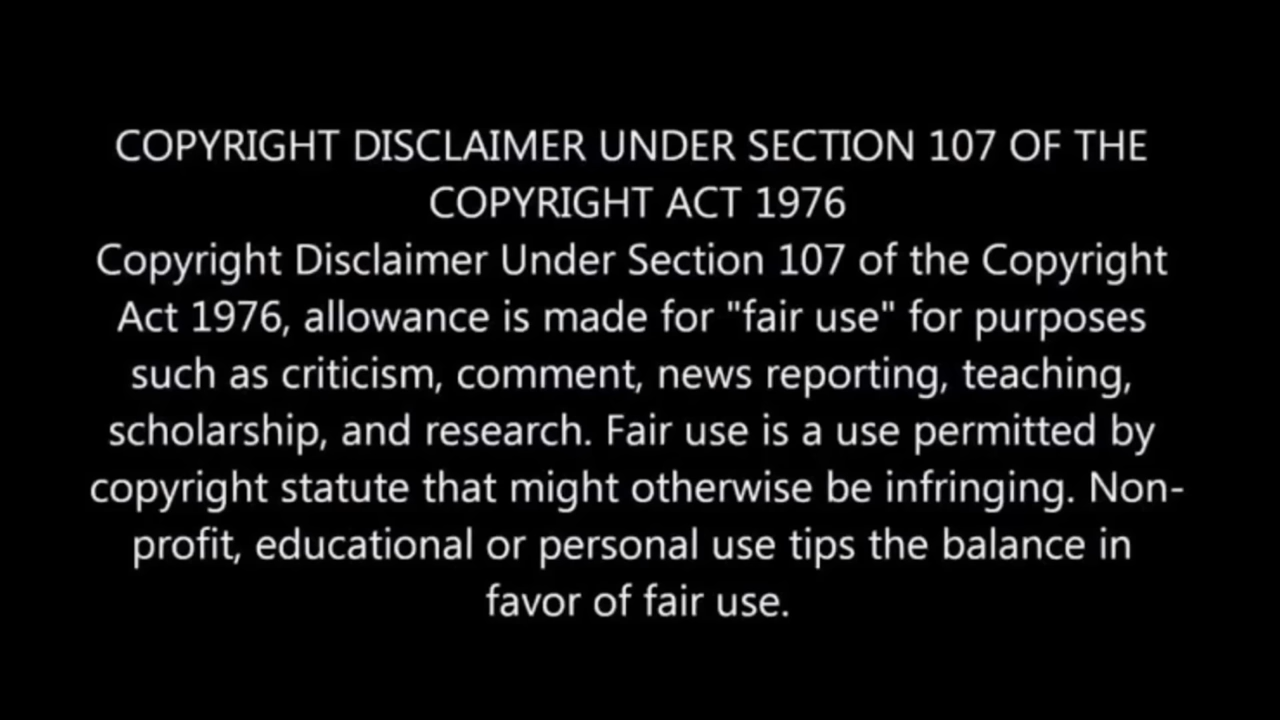 COPYRIGHT DISCLAIMER UNDER SECTION 107 OF THE
COPYRIGHT ACT 1976
Copyright Disclaimer Under Section 107 of the Copyright
Act 1976, allowance is made for "fair use" for purposes
such as criticism, comment, news reporting, teaching,
scholarship, and research. Fair use is a use permitted by
copyright statute that might otherwise be infringing. Non-
profit, educational or personal use tips the balance in
favor of fair use.